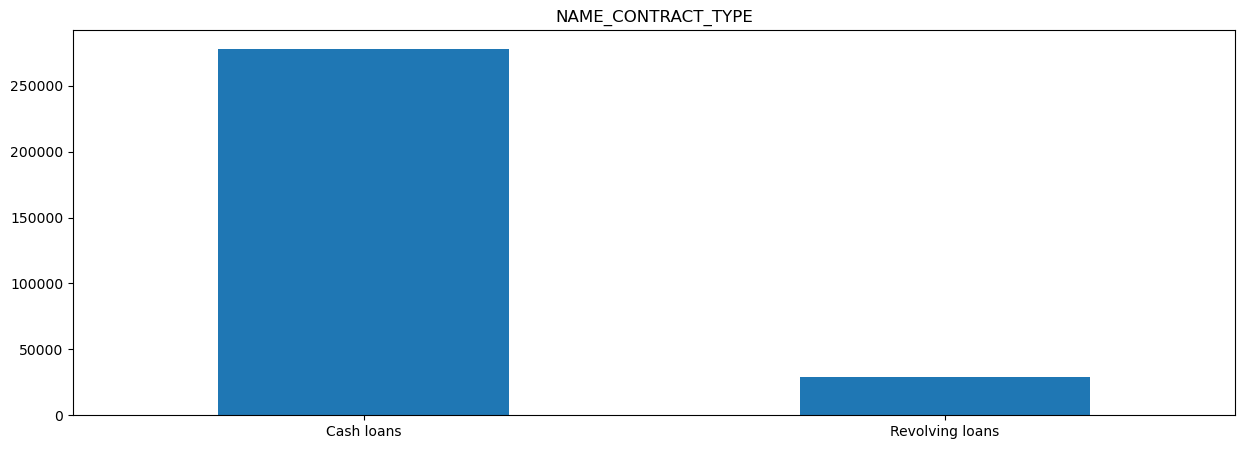 NAME_CONTRACT_TYPE
250000
200000
150000
100000
50000
0
Cash loans
Revolving loans